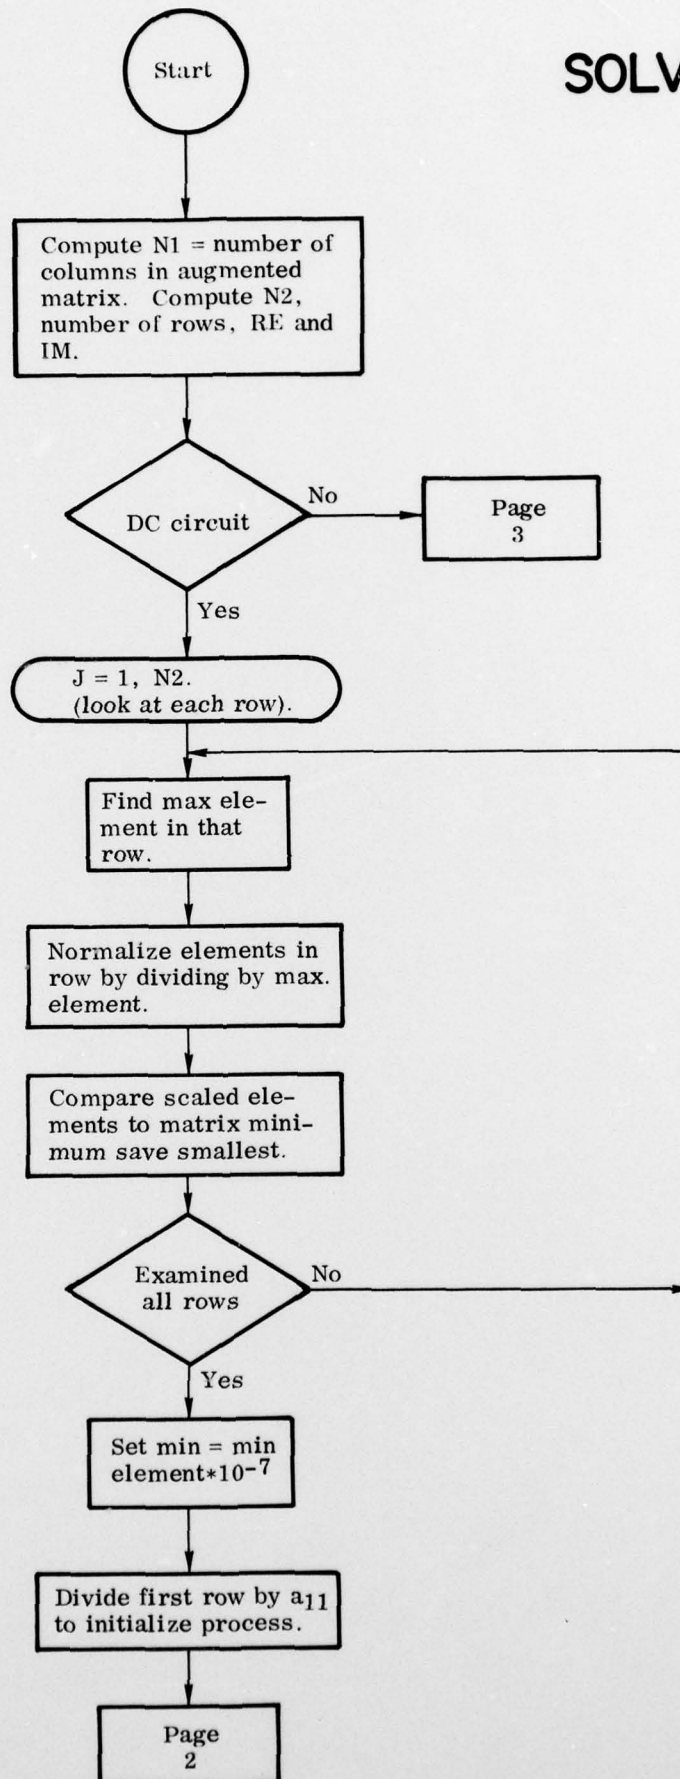 Start
SOLV
Compute N1 = number of
columns in augmented
matrix. Compute N2,
number of rows, RE and
IM.
DC circuit
No
Page
3
Yes
J = 1, N2.
(look at each row).
Find max ele-
ment in that
row.
Normalize elements in
row by dividing by max.
element.
Compare scaled ele-
ments to matrix mini-
mum save smallest.
Examined
all rows
No
Yes
Set min = min
element*10⁻⁷
Divide first row by a₁₁
to initialize process.
Page
2